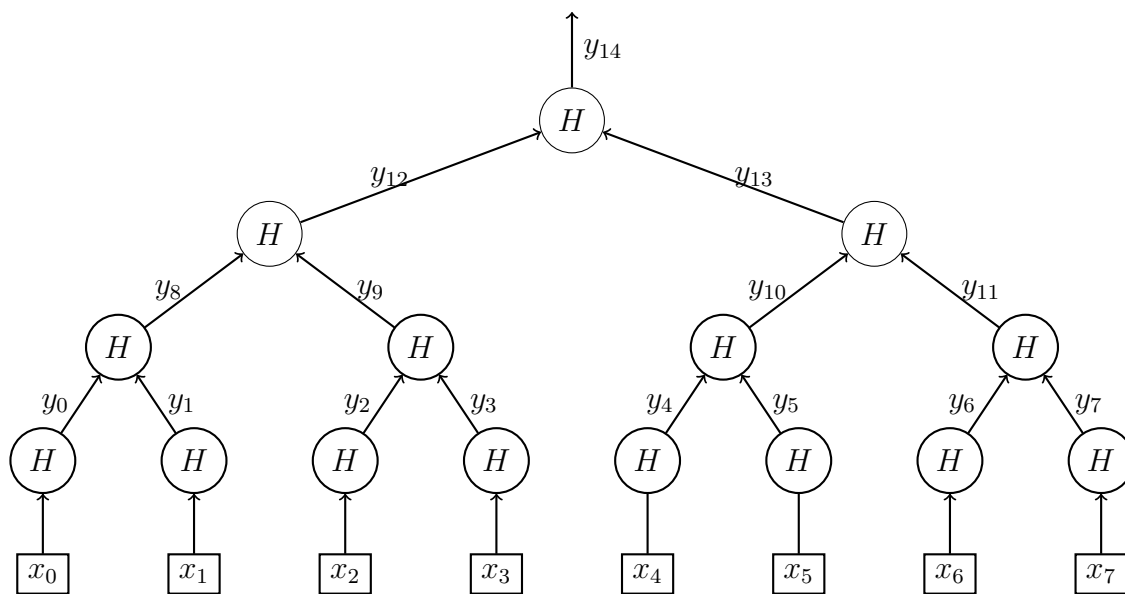 y₁₄
H
y₁₂ y₁₃
H H
y₈ y₉ y₁₀ y₁₁
H H H H
y₀ y₁ y₂ y₃ y₄ y₅ y₆ y₇
H H H H H H H H
x₀ x₁ x₂ x₃ x₄ x₅ x₆ x₇